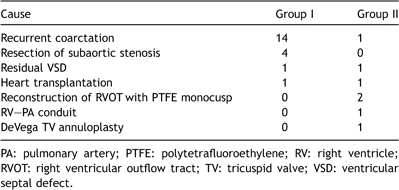 Cause Group I Group II
Recurrent coarctation 14 1
Resection of subaortic stenosis 4 0
Residual VSD 1 1
Heart transplantation 1 1
Reconstruction of RVOT with PTFE monocusp 0 2
RV—PA conduit 0 1
DeVega TV annuloplasty 0 1
PA: pulmonary artery; PTFE: polytetrafluoroethylene; RV: right ventricle;
RVOT: right ventricular outflow tract; TV: tricuspid valve; VSD: ventricular
septal defect.